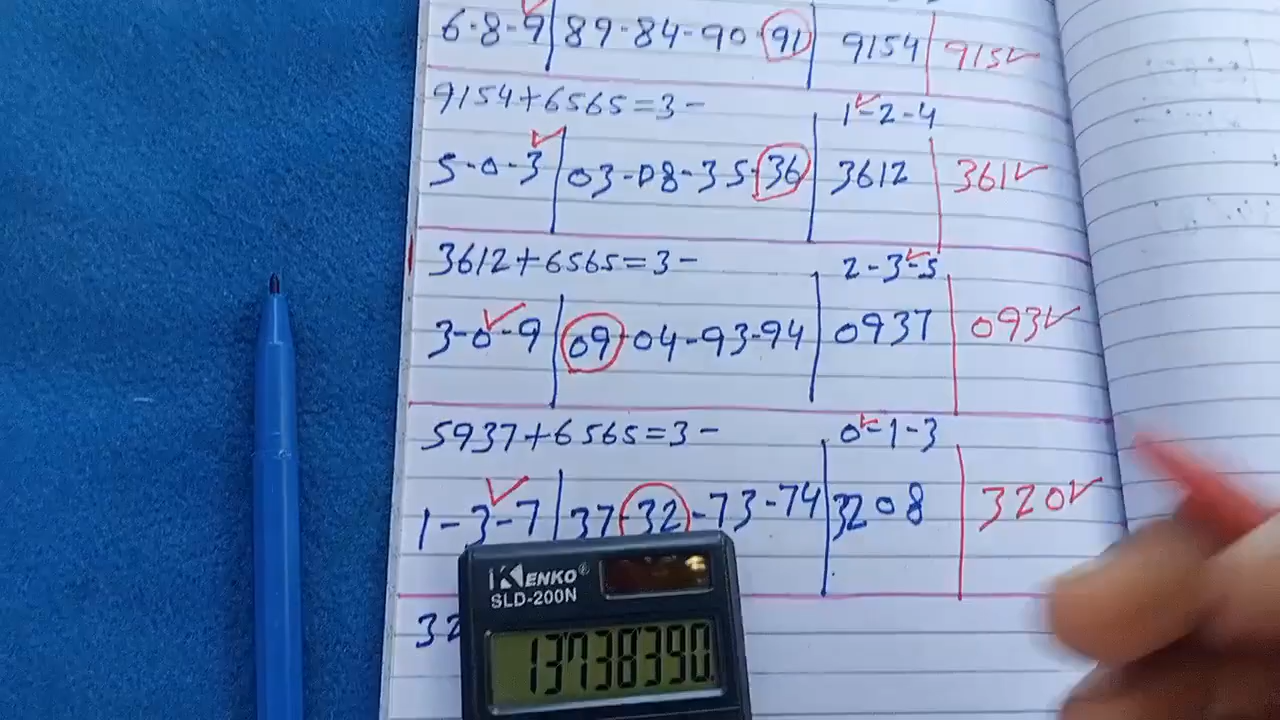 6-8-9 89-84-90 91 9154 915
9154+6565=3- 1-2-4
5-0-3 03-08-35-36 3612 361
3612+6565=3- 2-3-5
3-0-9 09-04-93-94 0937 093
5937+6565=3- 0-1-3
1-3-7 37-32-73-74 3208 320
32
KENKO
SLD-200N
13738390.